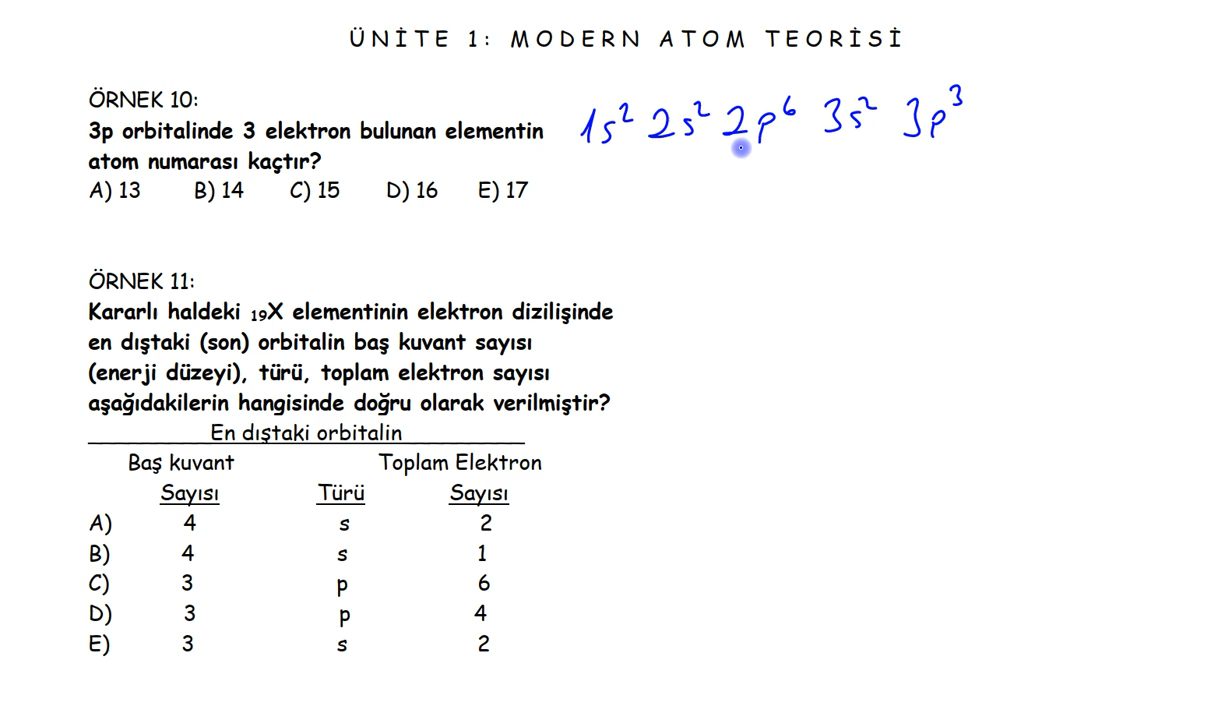 ÜNİTE 1: MODERN ATOM TEORİSİ
ÖRNEK 10:
3p orbitalinde 3 elektron bulunan elementin
atom numarası kaçtır?
A) 13 B) 14 C) 15 D) 16 E) 17
1s² 2s² 2p⁶ 3s² 3p³
ÖRNEK 11:
Kararlı haldeki ₁₉X elementinin elektron dizilişinde
en dıştaki (son) orbitalin baş kuvant sayısı
(enerji düzeyi), türü, toplam elektron sayısı
aşağıdakilerin hangisinde doğru olarak verilmiştir?
En dıştaki orbitalin
Baş kuvant Toplam Elektron
Sayısı Türü Sayısı
A) 4 s 2
B) 4 s 1
C) 3 p 6
D) 3 p 4
E) 3 s 2